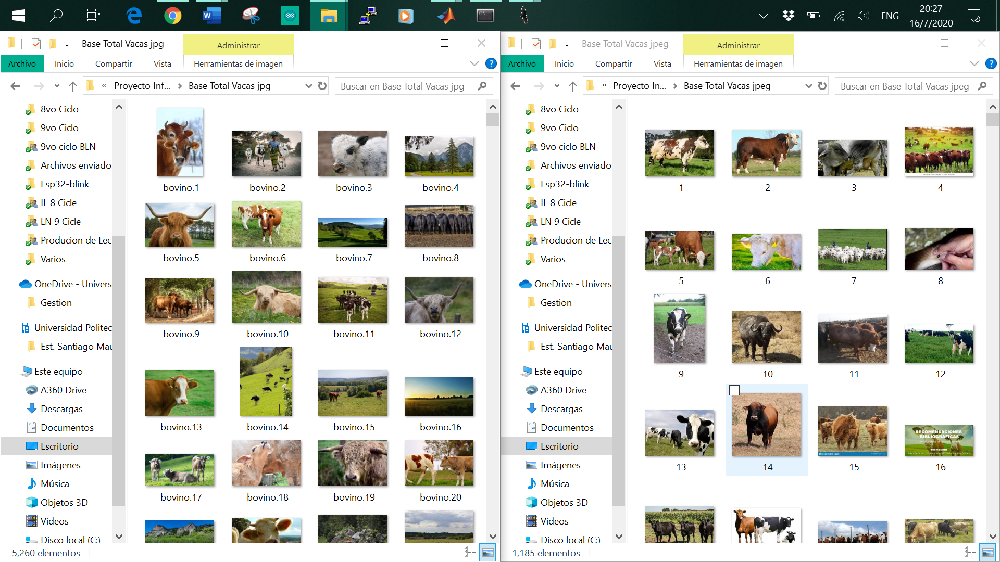 ENG
20:27
16/7/2020
Base Total Vacas jpg
Administrar
Archivo
Inicio
Compartir
Vista
Herramientas de imagen
« Proyecto Inf... > Base Total Vacas jpg
Buscar en Base Total Vacas jpg
8vo Ciclo
9vo Ciclo
9vo ciclo BLN
Archivos enviado
Esp32-blink
IL 8 Cicle
LN 9 Cicle
Producion de Lec
Varios
OneDrive - Univers
Gestion
Universidad Politec
Est. Santiago Mau
Este equipo
A360 Drive
Descargas
Documentos
Escritorio
Imágenes
Música
Objetos 3D
Videos
Disco local (C:)
bovino.1
bovino.2
bovino.3
bovino.4
bovino.5
bovino.6
bovino.7
bovino.8
bovino.9
bovino.10
bovino.11
bovino.12
bovino.13
bovino.14
bovino.15
bovino.16
bovino.17
bovino.18
bovino.19
bovino.20
5,260 elementos
Base Total Vacas jpeg
Administrar
Archivo
Inicio
Compartir
Vista
Herramientas de imagen
« Proyecto In... > Base Total Vacas jpeg
Buscar en Base Total Vacas jpeg
8vo Ciclo
9vo Ciclo
9vo ciclo BLN
Archivos enviado
Esp32-blink
IL 8 Cicle
LN 9 Cicle
Producion de Lec
Varios
OneDrive - Univers
Gestion
Universidad Politec
Est. Santiago Mau
Este equipo
A360 Drive
Descargas
Documentos
Escritorio
Imágenes
Música
Objetos 3D
Videos
Disco local (C:)
1
2
3
4
5
6
7
8
9
10
11
12
13
14
15
RECOMENDACIONES
BIBLIOGRÁFICAS
#SomosUNI
16
1,185 elementos